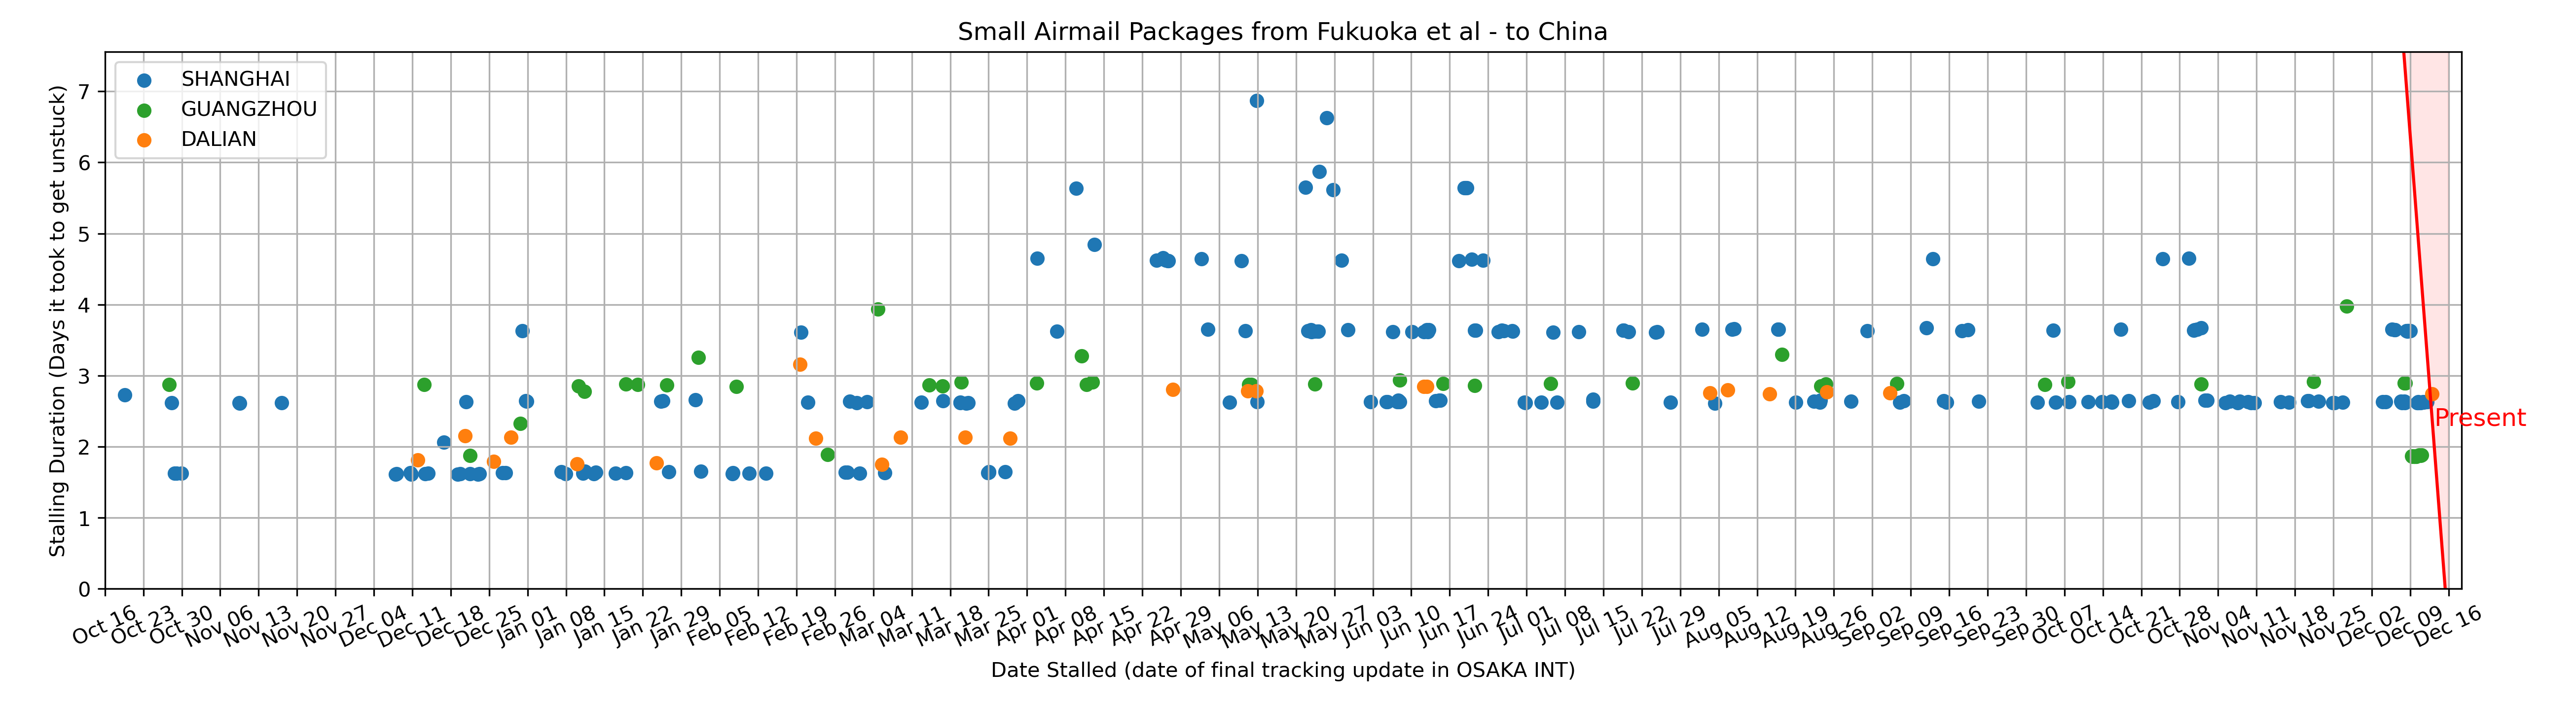 Small Airmail Packages from Fukuoka et al - to China
SHANGHAI
GUANGZHOU
DALIAN
Stalling Duration (Days it took to get unstuck)
7
6
5
4
3
2
1
0
Present
Oct 16 Oct 23 Oct 30 Nov 06 Nov 13 Nov 20 Nov 27 Dec 04 Dec 11 Dec 18 Dec 25 Jan 01 Jan 08 Jan 15 Jan 22 Jan 29 Feb 05 Feb 12 Feb 19 Feb 26 Mar 04 Mar 11 Mar 18 Mar 25 Apr 01 Apr 08 Apr 15 Apr 22 Apr 29 May 06 May 13 May 20 May 27 Jun 03 Jun 10 Jun 17 Jun 24 Jul 01 Jul 08 Jul 15 Jul 22 Jul 29 Aug 05 Aug 12 Aug 19 Aug 26 Sep 02 Sep 09 Sep 16 Sep 23 Sep 30 Oct 07 Oct 14 Oct 21 Oct 28 Nov 04 Nov 11 Nov 18 Nov 25 Dec 02 Dec 09 Dec 16
Date Stalled (date of final tracking update in OSAKA INT)